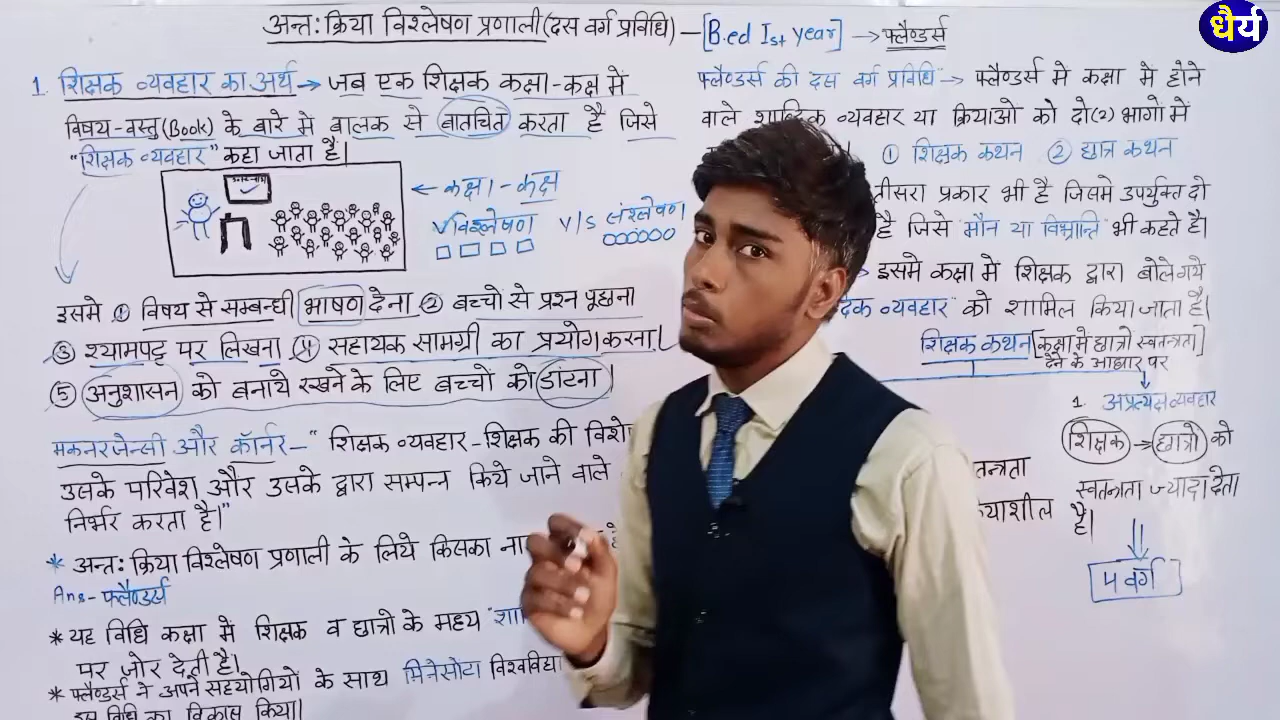 अन्त: क्रिया विश्लेषण प्रणाली (दस वर्ग प्रविधि) – [B.ed Ist year] → फ्लैण्डर्स
धैर्य
1. शिक्षक व्यवहार का अर्थ → जब एक शिक्षक कक्षा-कक्ष में
विषय-वस्तु (Book) के बारे में बालक से बातचित करता है जिसे
"शिक्षक व्यवहार" कहा जाता है।
← कक्षा-कक्ष
विश्लेषण V/S संश्लेषण
इसमे ① विषय से सम्बन्धी भाषण देना ② बच्चों से प्रश्न पूछना
③ श्यामपट्ट पर लिखना ④ सहायक सामग्री का प्रयोग करना।
⑤ अनुशासन को बनाये रखने के लिए बच्चों को डांटना।
मकनरजेन्सी और कॉर्नर – " शिक्षक व्यवहार - शिक्षक की
उसके परिवेश, और उसके द्वारा सम्पन्न किये जाने वाले
निर्भर करता है।"
* अन्त: क्रिया विश्लेषण प्रणाली के लिये किसका
Ans - फ्लैण्डर्स
* यह विधि कक्षा में शिक्षक व छात्रों के मध्य
पर जोर देती है।
* फ्लैण्डर्स ने अपने सहयोगियों के साथ मिनेसोटा
इस विधि का विकास किया।
फ्लैण्डर्स की दस वर्ग प्रविधि → फ्लैण्डर्स में कक्षा में होने
वाले शाब्दिक व्यवहार या क्रियाओ को दो(2) भागों में
① शिक्षक कथन ② छात्र कथन
तीसरा प्रकार भी है जिसमे उपर्युक्त दो
है जिसे "मौन या विभ्रान्ति" भी कहते है।
इसमे कक्षा में शिक्षक द्वारा बोले गये
व्यवहार" को शामिल किया जाता है।
शिक्षक कथन [कक्षा में छात्रो स्वतन्त्रता]
देने के आधार पर
1. अप्रत्यक्ष व्यवहार
शिक्षक → छात्रो को
स्वतन्त्रता ज्यादा देता
है।
4 वर्ग